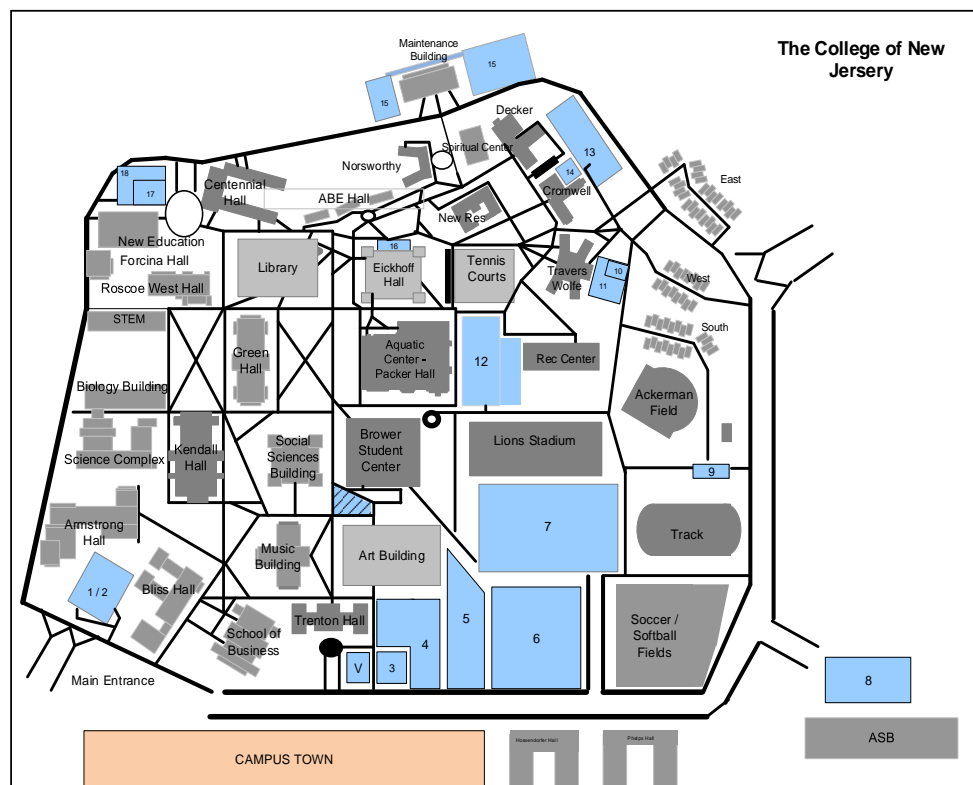 The College of New
Jersery
Maintenance
Building
15
15
Decker
Spiritual Center
13
Norsworthy
14
East
18
17
Centennial
Hall
ABE Hall
Cromwell
New Res
New Education
Forcina Hall
16
Library
Eickhoff
Hall
Tennis
Courts
Travers
Wolfe
10
11
West
Roscoe West Hall
STEM
South
Green
Hall
Aquatic
Center -
Packer Hall
12
Rec Center
Biology Building
Ackerman
Field
Science Complex
Kendall
Hall
Social
Sciences
Building
Brower
Student
Center
Lions Stadium
9
Armstrong
Hall
7
Track
Music
Building
Art Building
1 / 2
Bliss Hall
5
6
Soccer /
Softball
Fields
School of
Business
Trenton Hall
4
V
3
Main Entrance
8
ASB
CAMPUS TOWN
Phelps Hall